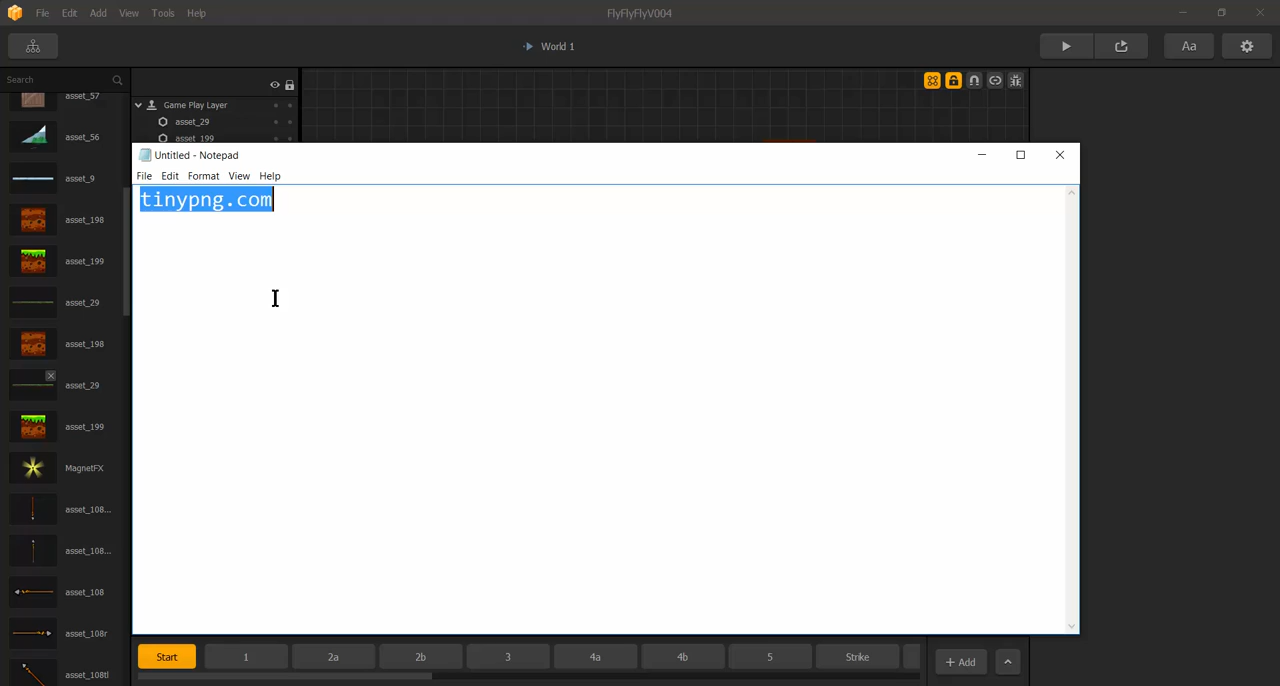 File Edit Add View Tools Help
FlyFlyFlyV004
World 1
Aa
Search
asset_57
asset_56
asset_9
asset_198
asset_199
asset_29
asset_198
asset_29
asset_199
MagnetFX
asset_108...
asset_108...
asset_108
asset_108r
asset_108tl
Game Play Layer
asset_29
asset_199
Untitled - Notepad
File Edit Format View Help
tinypng.com
Start 1 2a 2b 3 4a 4b 5 Strike
+ Add